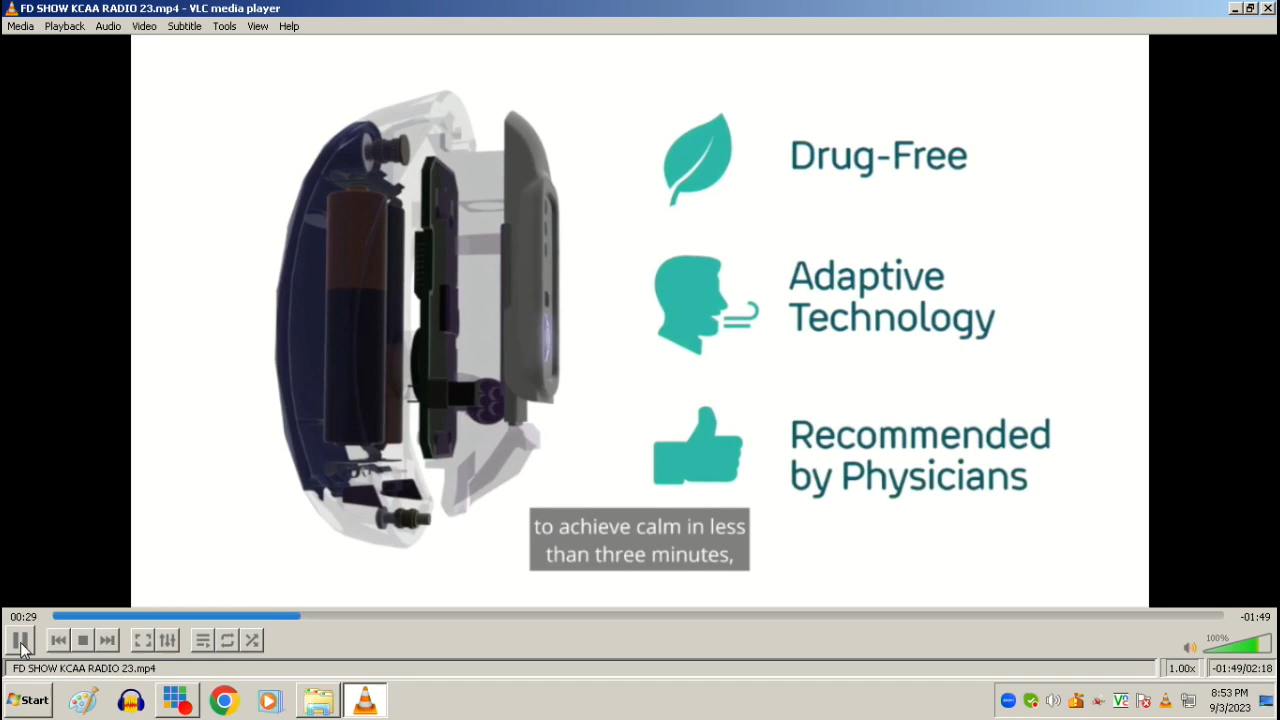 FD SHOW KCAA RADIO 23.mp4 - VLC media player
Media Playback Audio Video Subtitle Tools View Help
Drug-Free
Adaptive
Technology
Recommended
by Physicians
to achieve calm in less
than three minutes,
00:29
-01:49
100%
FD SHOW KCAA RADIO 23.mp4
1.00x
-01:49/02:18
Start
8:53 PM
9/3/2023